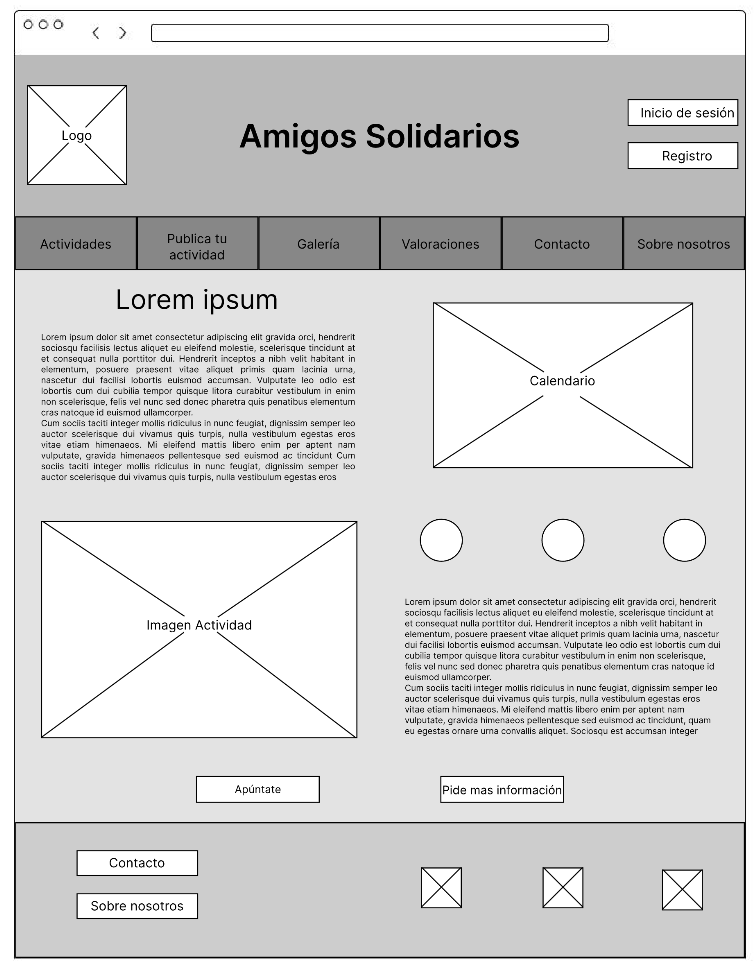 Logo
Amigos Solidarios
Inicio de sesión
Registro
Actividades
Publica tu
actividad
Galería
Valoraciones
Contacto
Sobre nosotros
Lorem ipsum
Lorem ipsum dolor sit amet consectetur adipiscing elit gravida orci, hendrerit
sociosqu facilisis lectus aliquet eu eleifend molestie, scelerisque tincidunt at
et consequat nulla porttitor dui. Hendrerit inceptos a nibh velit habitant in
elementum, posuere praesent vitae aliquet primis quam lacinia urna,
nascetur dui facilisi lobortis euismod accumsan. Vulputate leo odio est
lobortis cum dui cubilia tempor quisque litora curabitur vestibulum in enim
non scelerisque, felis vel nunc sed donec pharetra quis penatibus elementum
cras natoque id euismod ullamcorper.
Cum sociis taciti integer mollis ridiculus in nunc feugiat, dignissim semper leo
auctor scelerisque dui vivamus quis turpis, nulla vestibulum egestas eros
vitae etiam himenaeos. Mi eleifend mattis libero enim per aptent nam
vulputate, gravida himenaeos pellentesque sed euismod ac tincidunt Cum
sociis taciti integer mollis ridiculus in nunc feugiat, dignissim semper leo
auctor scelerisque dui vivamus quis turpis, nulla vestibulum egestas eros
Calendario
Imagen Actividad
Lorem ipsum dolor sit amet consectetur adipiscing elit gravida orci, hendrerit
sociosqu facilisis lectus aliquet eu eleifend molestie, scelerisque tincidunt at
et consequat nulla porttitor dui. Hendrerit inceptos a nibh velit habitant in
elementum, posuere praesent vitae aliquet primis quam lacinia urna, nascetur
dui facilisi lobortis euismod accumsan. Vulputate leo odio est lobortis cum dui
cubilia tempor quisque litora curabitur vestibulum in enim non scelerisque,
felis vel nunc sed donec pharetra quis penatibus elementum cras natoque id
euismod ullamcorper.
Cum sociis taciti integer mollis ridiculus in nunc feugiat, dignissim semper leo
auctor scelerisque dui vivamus quis turpis, nulla vestibulum egestas eros
vitae etiam himenaeos. Mi eleifend mattis libero enim per aptent nam
vulputate, gravida himenaeos pellentesque sed euismod ac tincidunt, quam
eu egestas ornare urna convallis aliquet. Sociosqu est accumsan integer
Apúntate
Pide mas información
Contacto
Sobre nosotros